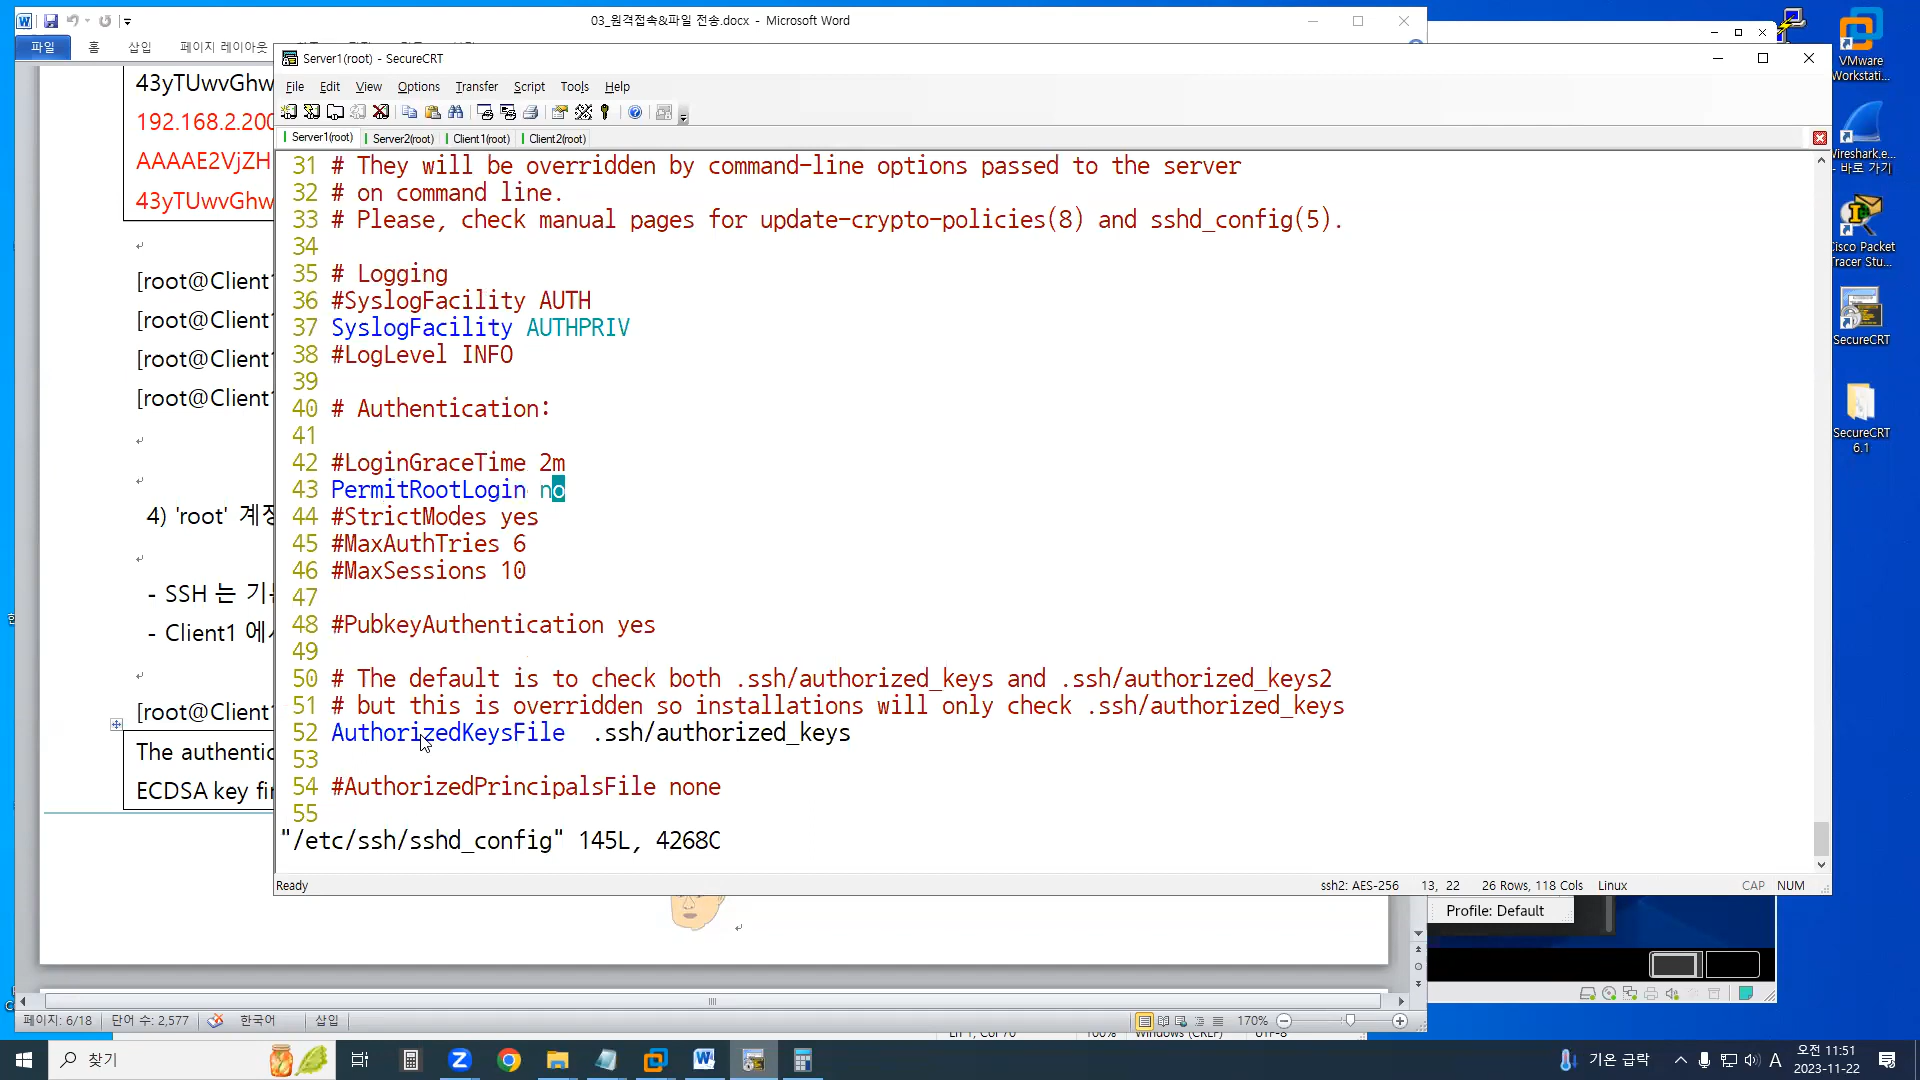 03_원격접속&파일 전송.docx - Microsoft Word
파일
홈
삽입
페이지 레이아웃
43yTUwvGhw
192.168.2.200
AAAAE2VjZH
43yTUwvGhw
[root@Client
[root@Client
[root@Client
[root@Client
4) 'root' 계정
- SSH 는 기본
- Client1 에서
[root@Client
The authentic
ECDSA key fi
페이지: 6/18
단어 수: 2,577
한국어
삽입
170%
Server1(root) - SecureCRT
File Edit View Options Transfer Script Tools Help
Server1(root) Server2(root) Client1(root) Client2(root)
31 # They will be overridden by command-line options passed to the server
32 # on command line.
33 # Please, check manual pages for update-crypto-policies(8) and sshd_config(5).
34
35 # Logging
36 #SyslogFacility AUTH
37 SyslogFacility AUTHPRIV
38 #LogLevel INFO
39
40 # Authentication:
41
42 #LoginGraceTime 2m
43 PermitRootLogin no
44 #StrictModes yes
45 #MaxAuthTries 6
46 #MaxSessions 10
47
48 #PubkeyAuthentication yes
49
50 # The default is to check both .ssh/authorized_keys and .ssh/authorized_keys2
51 # but this is overridden so installations will only check .ssh/authorized_keys
52 AuthorizedKeysFile .ssh/authorized_keys
53
54 #AuthorizedPrincipalsFile none
55
"/etc/ssh/sshd_config" 145L, 4268C
Ready
ssh2: AES-256
13, 22
26 Rows, 118 Cols
Linux
CAP
NUM
Profile: Default
VMware
Workstati...
Wireshark.e...
- 바로 가기
Cisco Packet
Tracer Stu...
SecureCRT
SecureCRT
6.1
찾기
기온 급락
A
오전 11:51
2023-11-22